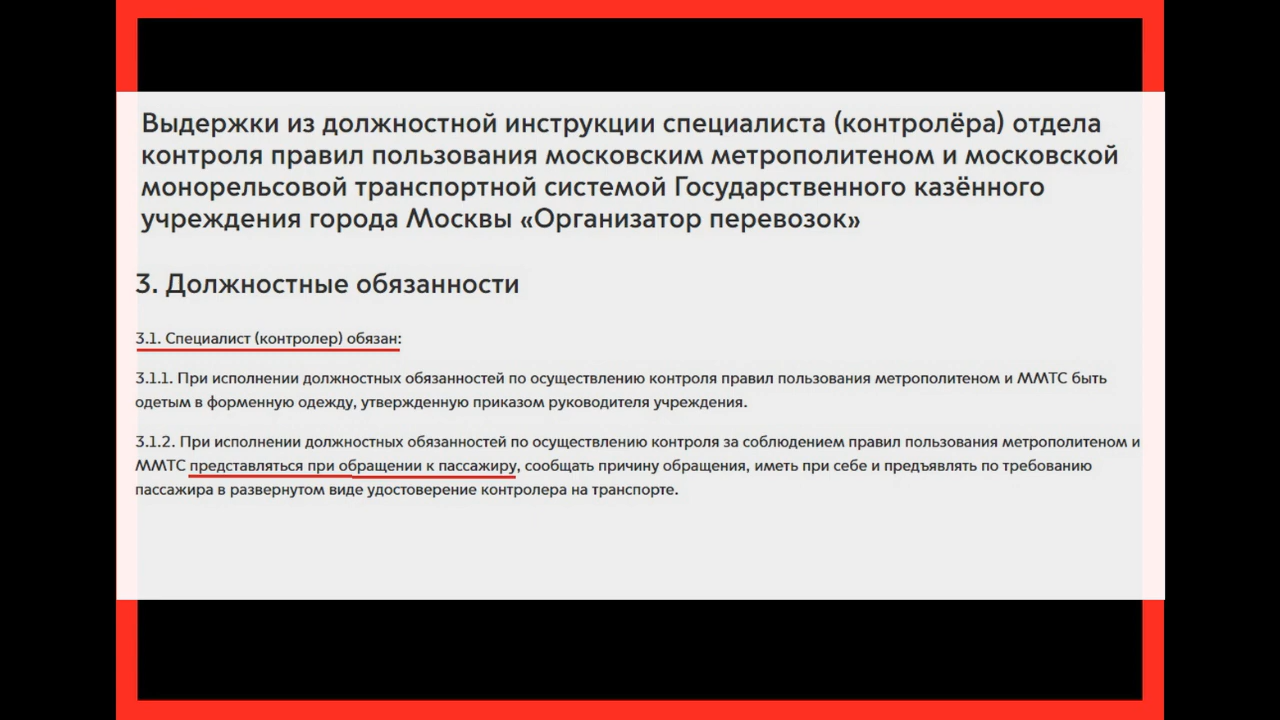 Выдержки из должностной инструкции специалиста (контролёра) отдела
контроля правил пользования московским метрополитеном и московской
монорельсовой транспортной системой Государственного казённого
учреждения города Москвы «Организатор перевозок»
3. Должностные обязанности
3.1. Специалист (контролер) обязан:
3.1.1. При исполнении должностных обязанностей по осуществлению контроля правил пользования метрополитеном и ММТС быть
одетым в форменную одежду, утвержденную приказом руководителя учреждения.
3.1.2. При исполнении должностных обязанностей по осуществлению контроля за соблюдением правил пользования метрополитеном и
ММТС представляться при обращении к пассажиру, сообщать причину обращения, иметь при себе и предъявлять по требованию
пассажира в развернутом виде удостоверение контролера на транспорте.